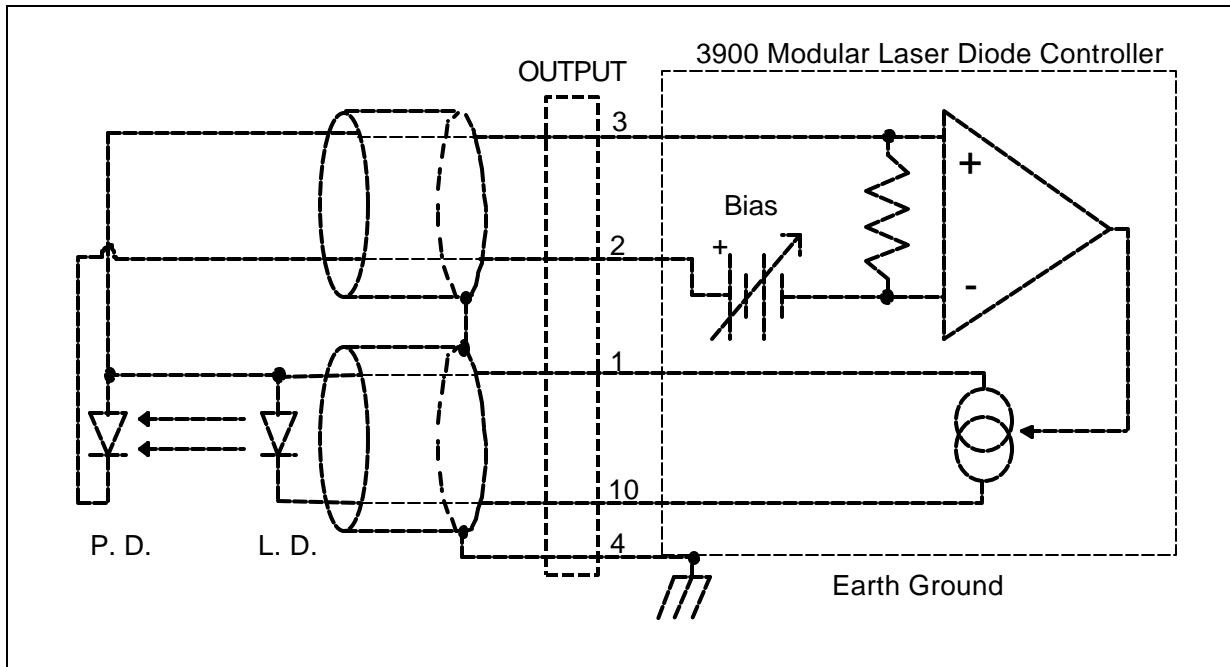 3900 Modular Laser Diode Controller
OUTPUT
3
+
Bias
2
+
-
1
10
P. D.
L. D.
4
Earth Ground